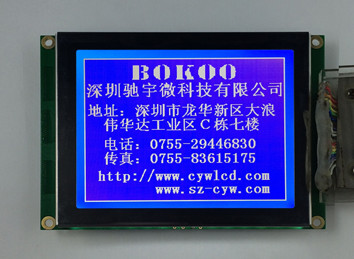 BOKOO
深圳驰宇微科技有限公司
地址：深圳市龙华新区大浪
伟华达工业区C栋七楼
电话：0755-29446830
传真：0755-83615175
http://www.cywlcd.com
www.sz-cyw.com